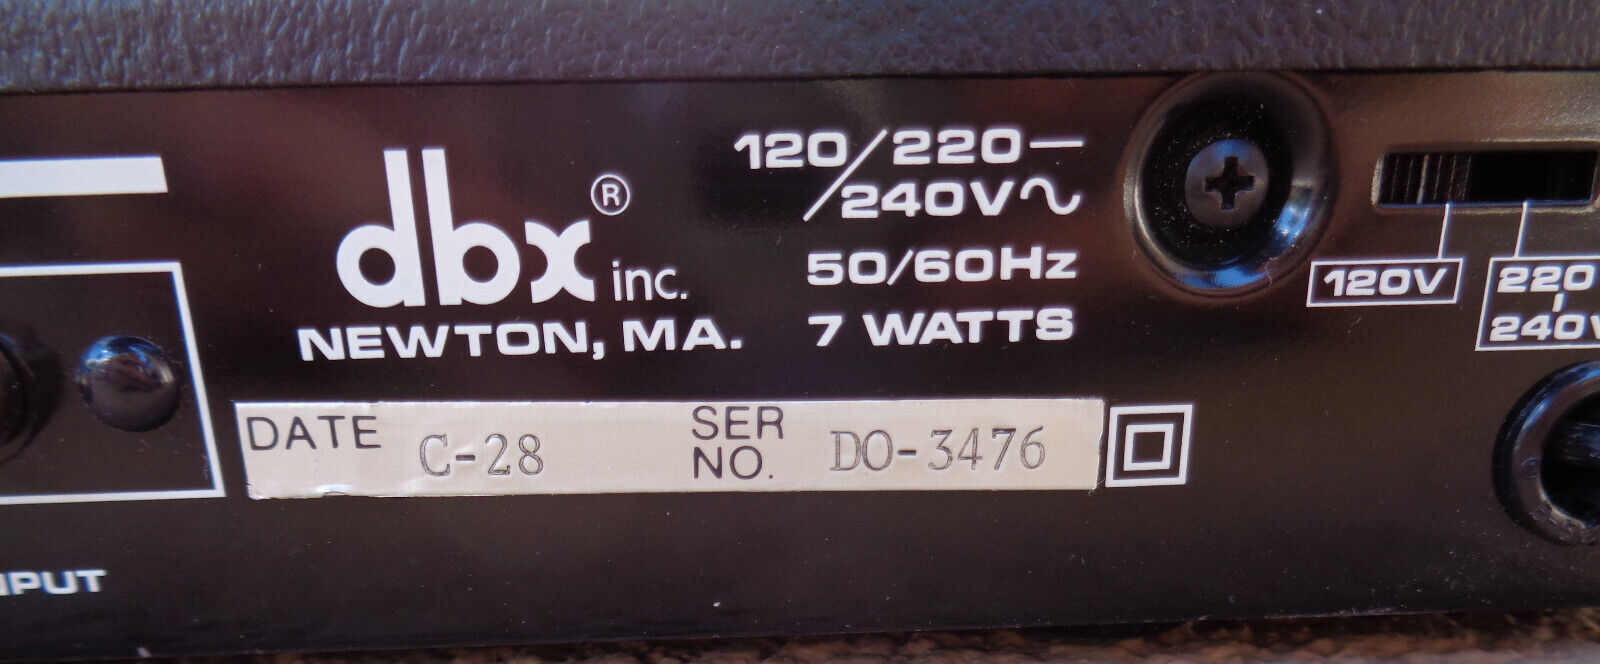 dbx® inc.
NEWTON, MA.
120/220-
/240V∿
50/60Hz
7 WATTS
120V
220
-
240V
DATE C-28 SER NO. DO-3476
NPUT